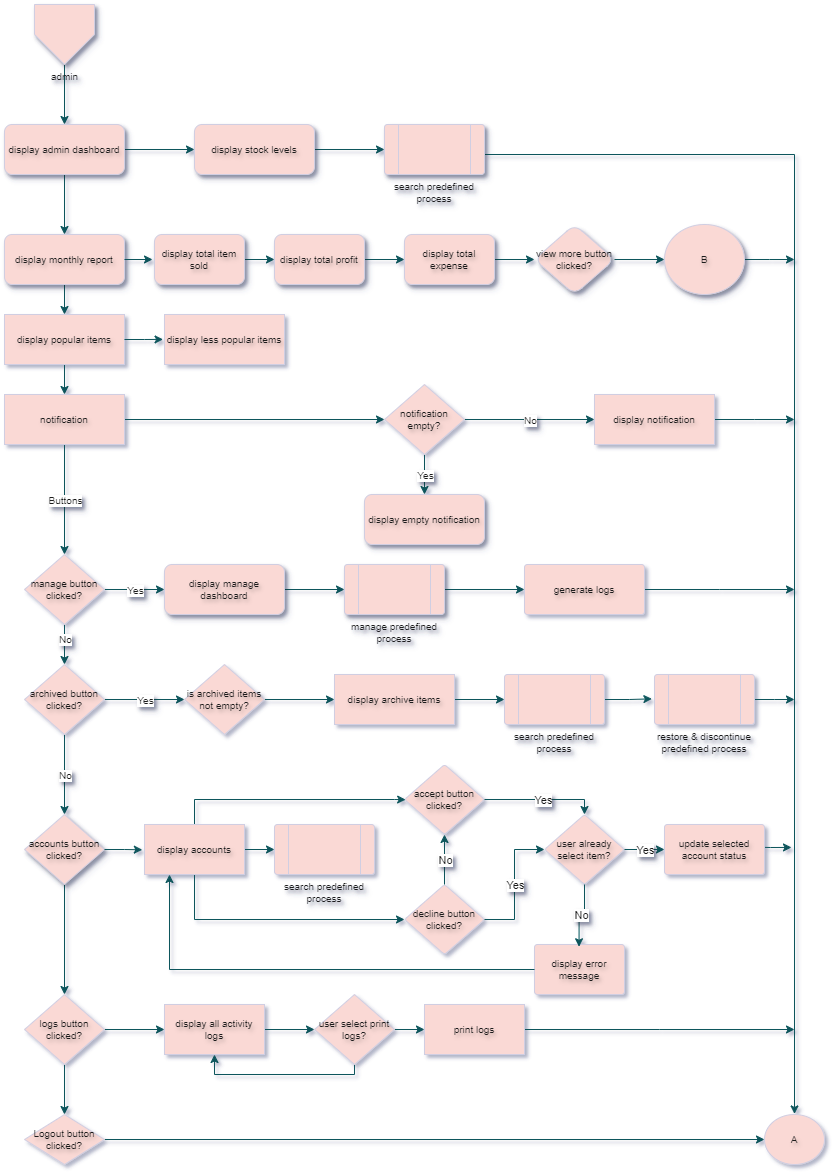 admin
display admin dashboard
display stock levels
search predefined
process
display monthly report
display total item
sold
display total profit
display total
expense
view more button
clicked?
B
display popular items
display less popular items
notification
notification
empty?
No
display notification
Yes
Buttons
display empty notification
manage button
clicked?
Yes
display manage
dashboard
manage predefined
process
generate logs
No
archived button
clicked?
Yes
is archived items
not empty?
display archive items
search predefined
process
restore & discontinue
predefined process
No
accept button
clicked?
Yes
accounts button
clicked?
display accounts
search predefined
process
No
user already
select item?
Yes
update selected
account status
Yes
decline button
clicked?
No
display error
message
logs button
clicked?
display all activity
logs
user select print
logs?
print logs
Logout button
clicked?
A